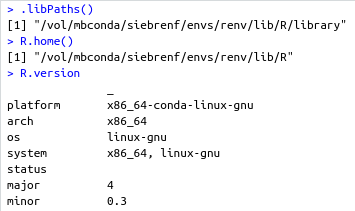 > .libPaths()
[1] "/vol/mbconda/siebrenf/envs/renv/lib/R/library"
> R.home()
[1] "/vol/mbconda/siebrenf/envs/renv/lib/R"
> R.version
_
platform x86_64-conda-linux-gnu
arch x86_64
os linux-gnu
system x86_64, linux-gnu
status
major 4
minor 0.3